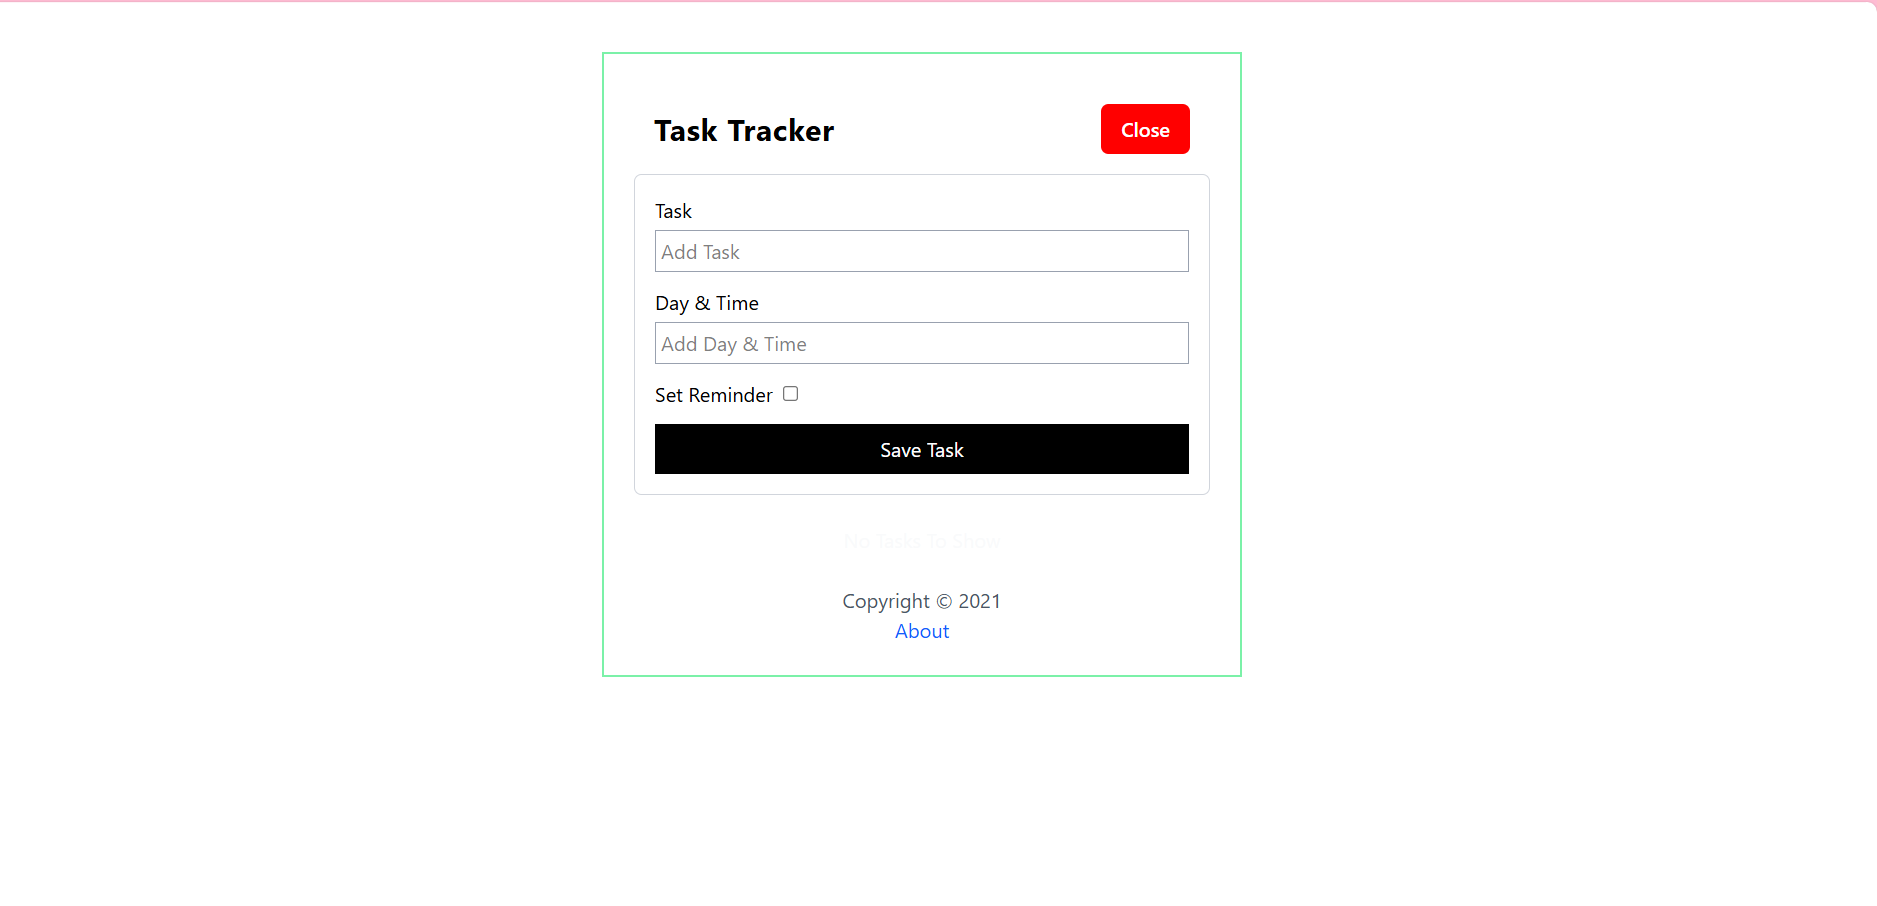 Task Tracker
Close
Task
Add Task
Day & Time
Add Day & Time
Set Reminder
Save Task
No Tasks To Show
Copyright © 2021
About